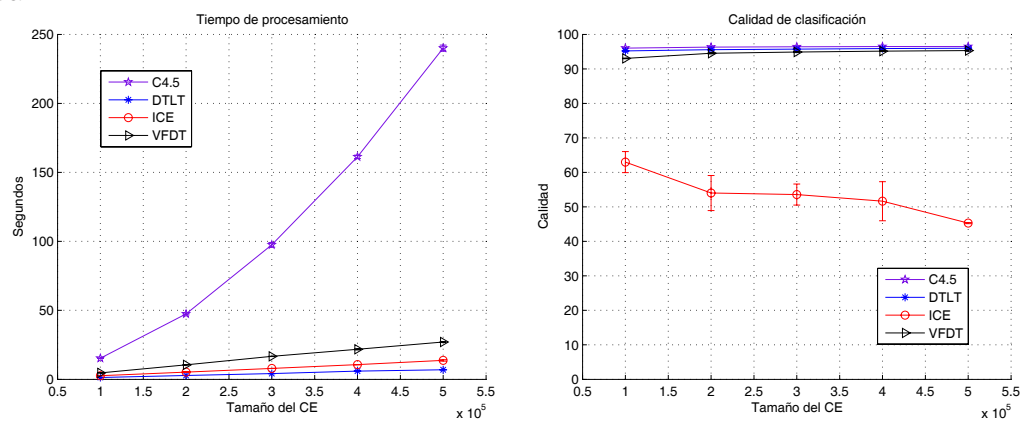 Tiempo de procesamiento
250
200
150
100
50
0
Segundos
C4.5
DTLT
ICE
VFDT
0.5 1 1.5 2 2.5 3 3.5 4 4.5 5 5.5
Tamaño del CE
x 10^5
Calidad de clasificación
100
90
80
70
60
50
40
30
20
10
0
Calidad
C4.5
DTLT
ICE
VFDT
0.5 1 1.5 2 2.5 3 3.5 4 4.5 5 5.5
Tamaño del CE
x 10^5